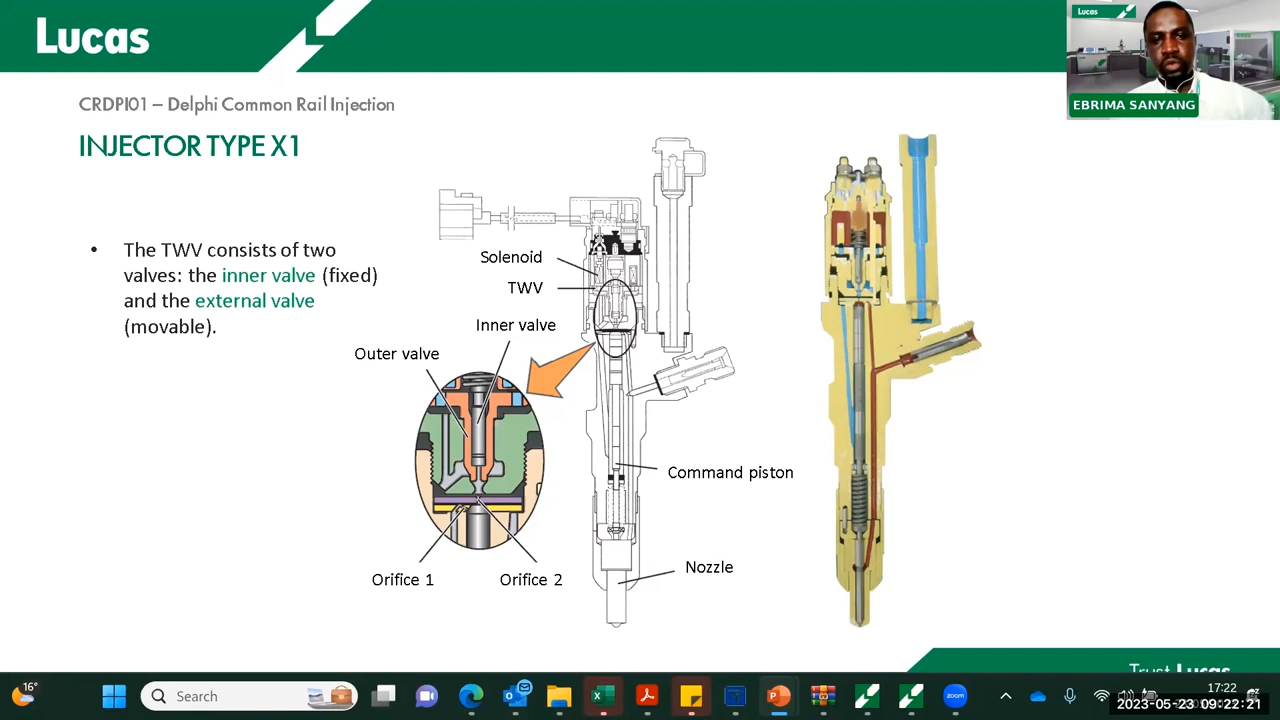 Lucas
Lucas
EBRIMA SANYANG
CRDPI01 – Delphi Common Rail Injection
INJECTOR TYPE X1
• The TWV consists of two
valves: the inner valve (fixed)
and the external valve
(movable).
Solenoid
TWV
Inner valve
Outer valve
Command piston
Orifice 1
Orifice 2
Nozzle
Trust Lucas
16°
Search
zoom
17:22
2023-05-23 09:22:21